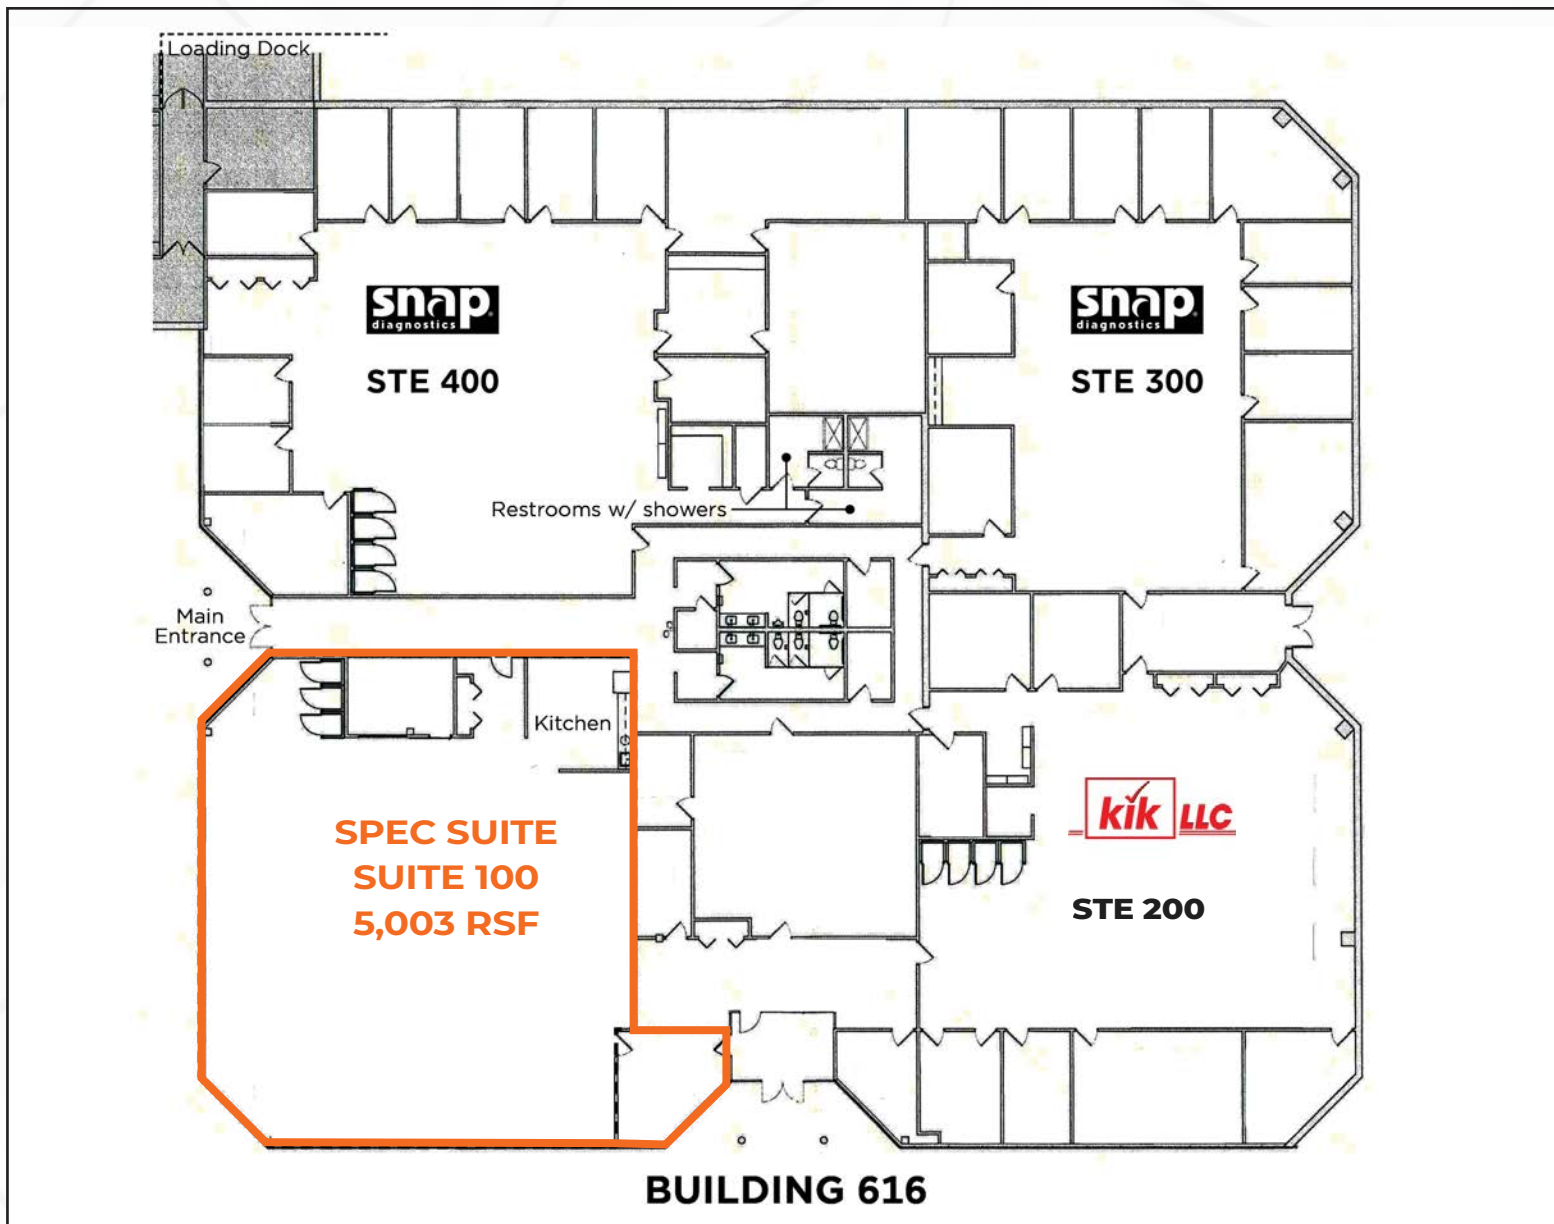 Loading Dock
snap
diagnostics
STE 400
snap
diagnostics
STE 300
Restrooms w/ showers
Main
Entrance
Kitchen
SPEC SUITE
SUITE 100
5,003 RSF
kik LLC
STE 200
BUILDING 616